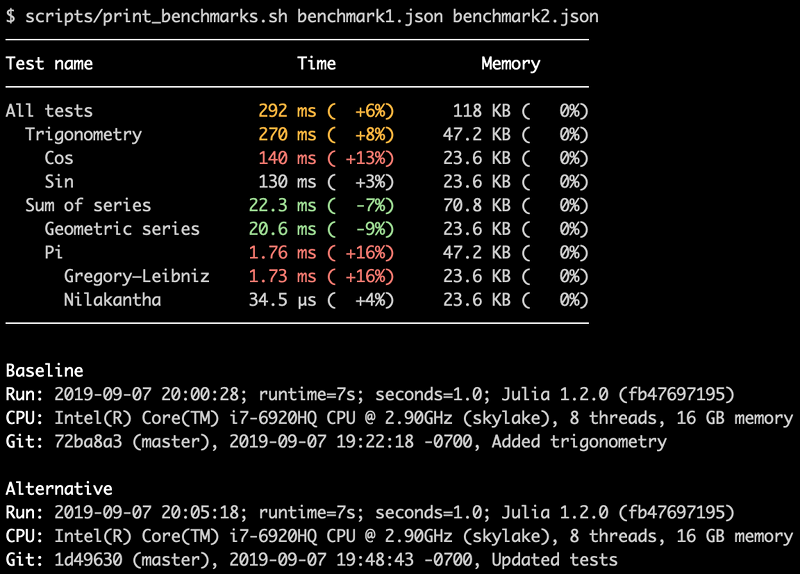 $ scripts/print_benchmarks.sh benchmark1.json benchmark2.json
Test name Time Memory
All tests 292 ms ( +6%) 118 KB ( 0%)
Trigonometry 270 ms ( +8%) 47.2 KB ( 0%)
Cos 140 ms ( +13%) 23.6 KB ( 0%)
Sin 130 ms ( +3%) 23.6 KB ( 0%)
Sum of series 22.3 ms ( -7%) 70.8 KB ( 0%)
Geometric series 20.6 ms ( -9%) 23.6 KB ( 0%)
Pi 1.76 ms ( +16%) 47.2 KB ( 0%)
Gregory–Leibniz 1.73 ms ( +16%) 23.6 KB ( 0%)
Nilakantha 34.5 µs ( +4%) 23.6 KB ( 0%)
Baseline
Run: 2019-09-07 20:00:28; runtime=7s; seconds=1.0; Julia 1.2.0 (fb47697195)
CPU: Intel(R) Core(TM) i7-6920HQ CPU @ 2.90GHz (skylake), 8 threads, 16 GB memory
Git: 72ba8a3 (master), 2019-09-07 19:22:18 -0700, Added trigonometry
Alternative
Run: 2019-09-07 20:05:18; runtime=7s; seconds=1.0; Julia 1.2.0 (fb47697195)
CPU: Intel(R) Core(TM) i7-6920HQ CPU @ 2.90GHz (skylake), 8 threads, 16 GB memory
Git: 1d49630 (master), 2019-09-07 19:48:43 -0700, Updated tests